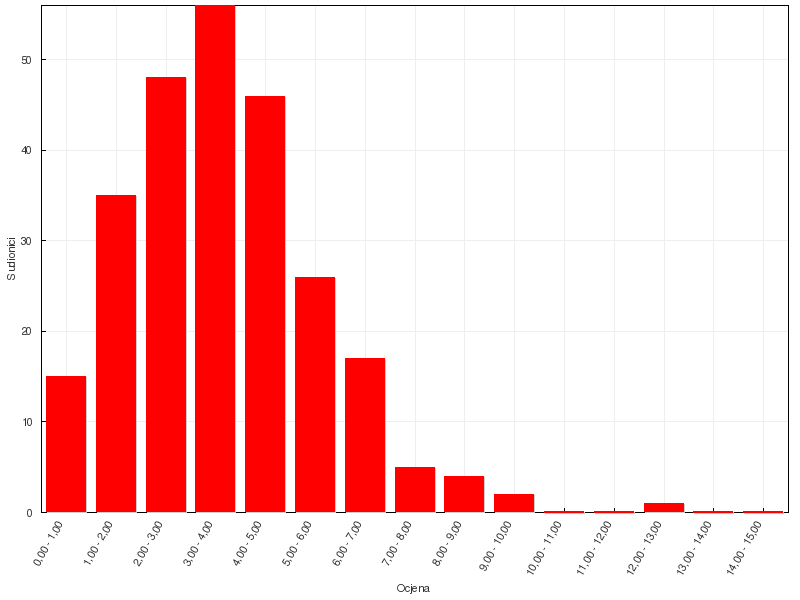 50
40
30
20
10
0
Sudionici
0,00 - 1,00
1,00 - 2,00
2,00 - 3,00
3,00 - 4,00
4,00 - 5,00
5,00 - 6,00
6,00 - 7,00
7,00 - 8,00
8,00 - 9,00
9,00 - 10,00
10,00 - 11,00
11,00 - 12,00
12,00 - 13,00
13,00 - 14,00
14,00 - 15,00
Ocjena